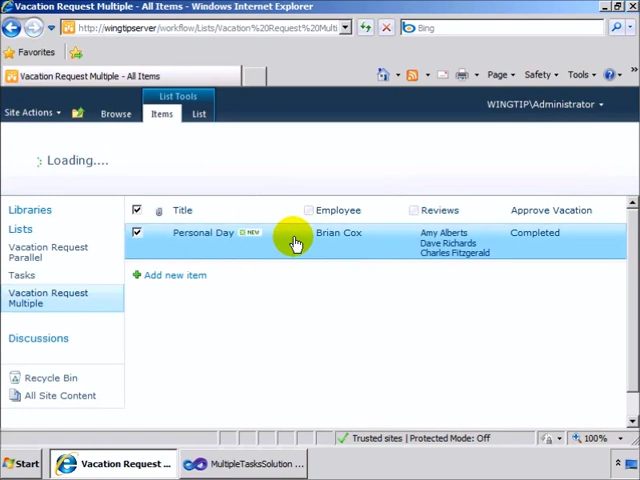 Vacation Request Multiple - All Items - Windows Internet Explorer
http://wingtipserver/workflow/Lists/Vacation%20Request%20Multi
Bing
Favorites
Vacation Request Multiple - All Items
Page
Safety
Tools
List Tools
Site Actions
Browse
Items
List
WINGTIP\Administrator
Loading....
Libraries
Lists
Vacation Request
Parallel
Tasks
Vacation Request
Multiple
Discussions
Recycle Bin
All Site Content
Title
Employee
Reviews
Approve Vacation
Personal Day NEW
Brian Cox
Amy Alberts
Dave Richards
Charles Fitzgerald
Completed
Add new item
Trusted sites | Protected Mode: Off
100%
Start
Vacation Request ...
MultipleTasksSolution ...